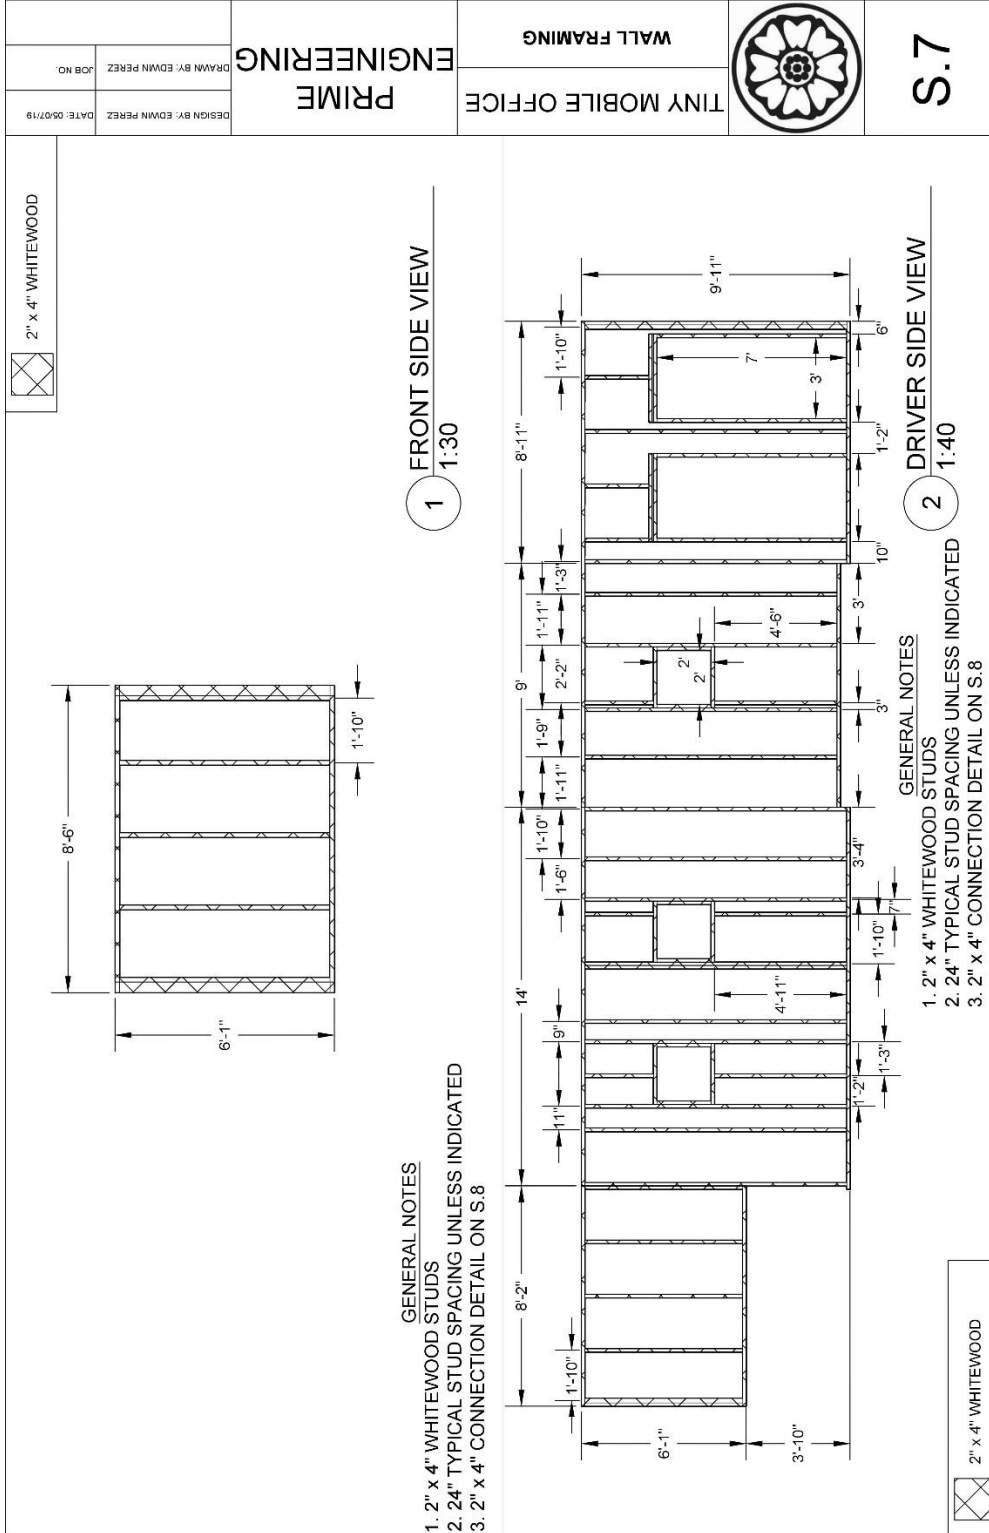 JOB NO.
DRAWN BY: EDWIN PEREZ
DATE: 05/07/19
DESIGN BY: EDWIN PEREZ
PRIME
ENGINEERING
WALL FRAMING
TINY MOBILE OFFICE
S.7
2" x 4" WHITEWOOD
8'-6"
6'-1"
1'-10"
1
FRONT SIDE VIEW
1:30
GENERAL NOTES
1. 2" x 4" WHITEWOOD STUDS
2. 24" TYPICAL STUD SPACING UNLESS INDICATED
3. 2" x 4" CONNECTION DETAIL ON S.8
8'-2"
14'
9'
8'-11"
1'-10"
11"
9"
1'-6"
1'-10"
1'-11"
1'-9"
2'-2"
1'-11"
1'-3"
1'-10"
6'-1"
3'-10"
4'-11"
2'
2'
4'-6"
7'
3'
9'-11"
1'-2"
1'-3"
1'-10"
7"
3'-4"
3"
3'
10"
1'-2"
6"
2
DRIVER SIDE VIEW
1:40
GENERAL NOTES
1. 2" x 4" WHITEWOOD STUDS
2. 24" TYPICAL STUD SPACING UNLESS INDICATED
3. 2" x 4" CONNECTION DETAIL ON S.8
2" x 4" WHITEWOOD